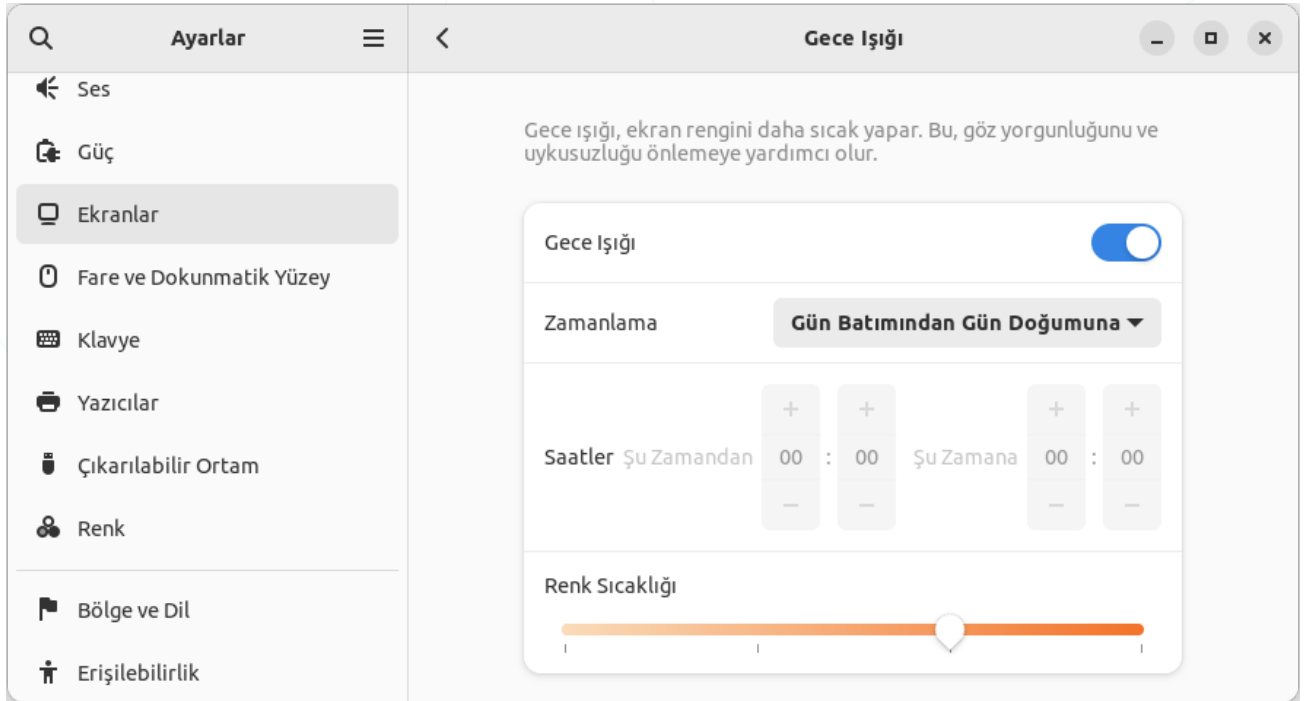 Ayarlar
Ses
Güç
Ekranlar
Fare ve Dokunmatik Yüzey
Klavye
Yazıcılar
Çıkarılabilir Ortam
Renk
Bölge ve Dil
Erişilebilirlik
Gece Işığı
Gece ışığı, ekran rengini daha sıcak yapar. Bu, göz yorgunluğunu ve
uykusuzluğu önlemeye yardımcı olur.
Gece Işığı
Zamanlama Gün Batımından Gün Doğumuna
Saatler Şu Zamandan 00 : 00 Şu Zamana 00 : 00
Renk Sıcaklığı